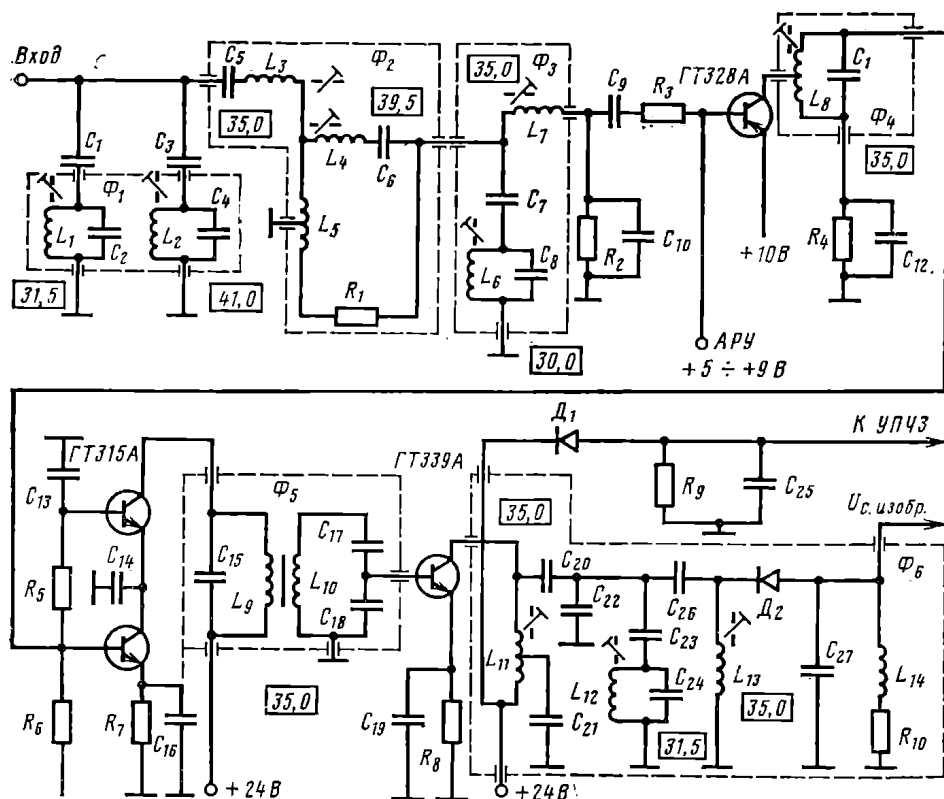 Вход
C5
L3
Ф2
35,0
39,5
L4
C6
C1
C3
Ф1
L1
C2
L2
C4
L5
R1
31,5
41,0
35,0
Ф3
L7
C9
R3
ГТ328А
C7
L6
C8
R2
C10
30,0
АРУ
+5 ÷ +9 В
+10В
L8
C1
Ф4
35,0
R4
C12
ГТ315А
C13
C14
R5
R6
R7
C16
+24В
Ф5
C15
L9
L10
C17
C18
35,0
ГТ339А
C19
R8
+24В
Д1
К УПЧЗ
R9
C25
Uс. изобр.
35,0
Ф6
C20
C22
C26
Д2
C23
L11
L12
C24
C21
31,5
L13
35,0
C27
L14
R10